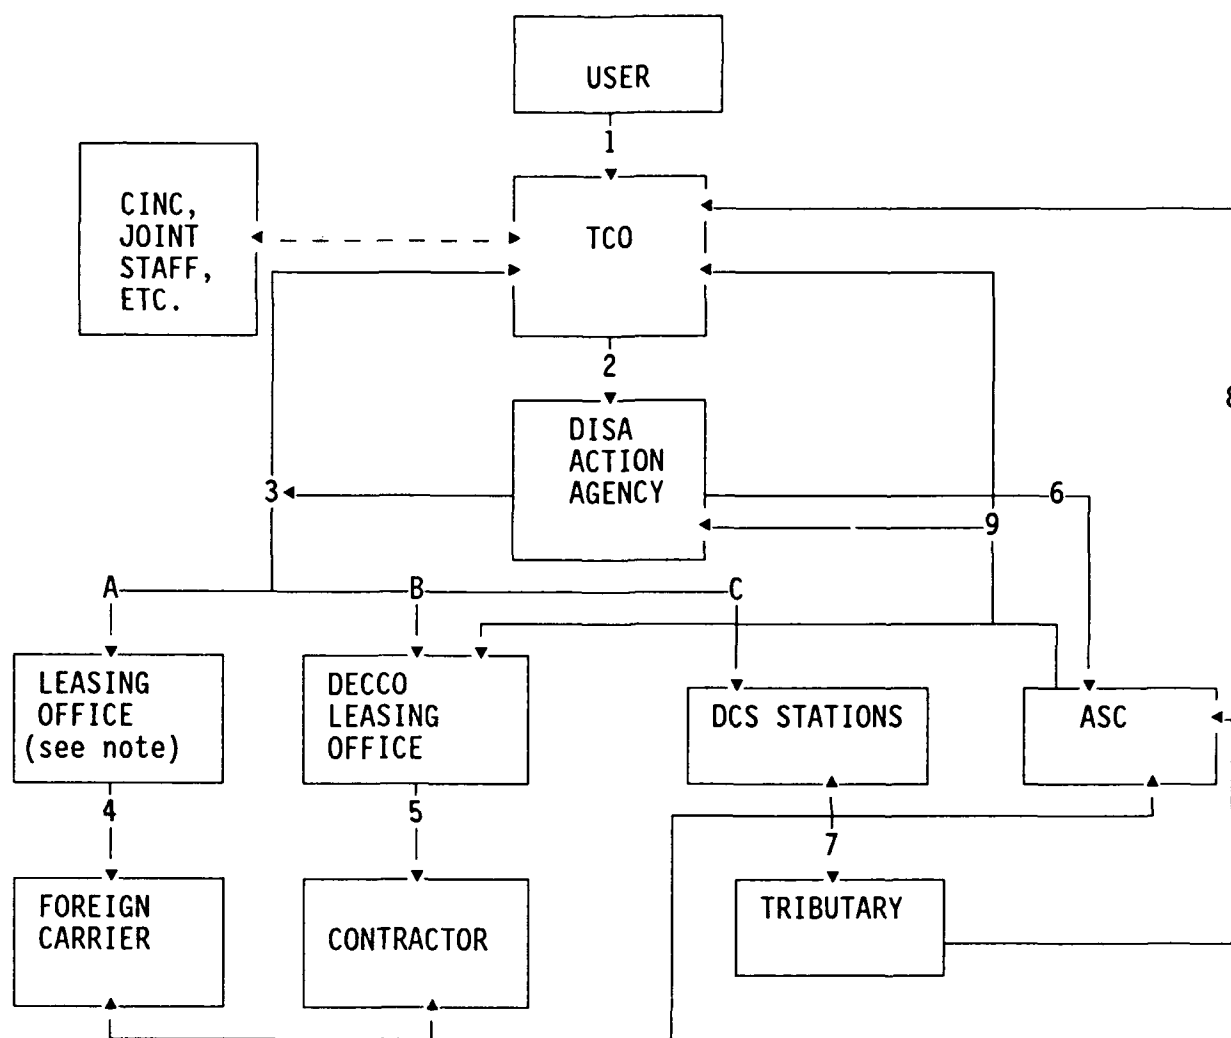 USER
1
CINC,
JOINT
STAFF,
ETC.
TCO
2
DISA
ACTION
AGENCY
3
6
9
A
B
C
LEASING
OFFICE
(see note)
DECCO
LEASING
OFFICE
DCS STATIONS
ASC
4
5
7
FOREIGN
CARRIER
CONTRACTOR
TRIBUTARY